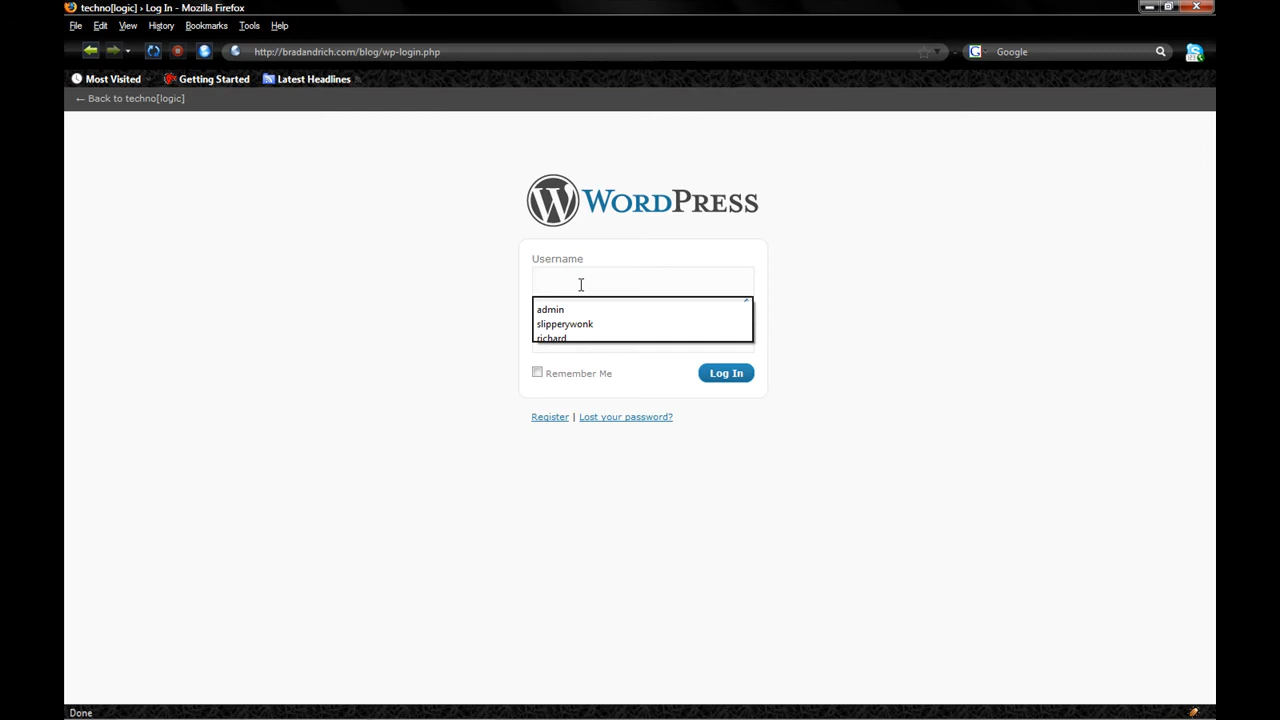 techno[logic] › Log In - Mozilla Firefox
File Edit View History Bookmarks Tools Help
http://bradandrich.com/blog/wp-login.php
Google
Most Visited Getting Started Latest Headlines
← Back to techno[logic]
WORDPRESS
Username
admin
slipperywonk
richard
Remember Me
Log In
Register | Lost your password?
Done